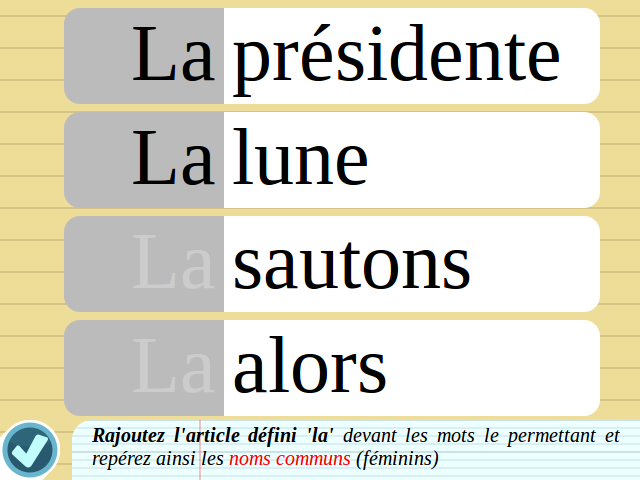 La présidente
La lune
La sautons
La alors
Rajoutez l'article défini 'la' devant les mots le permettant et
repérez ainsi les noms communs (féminins)